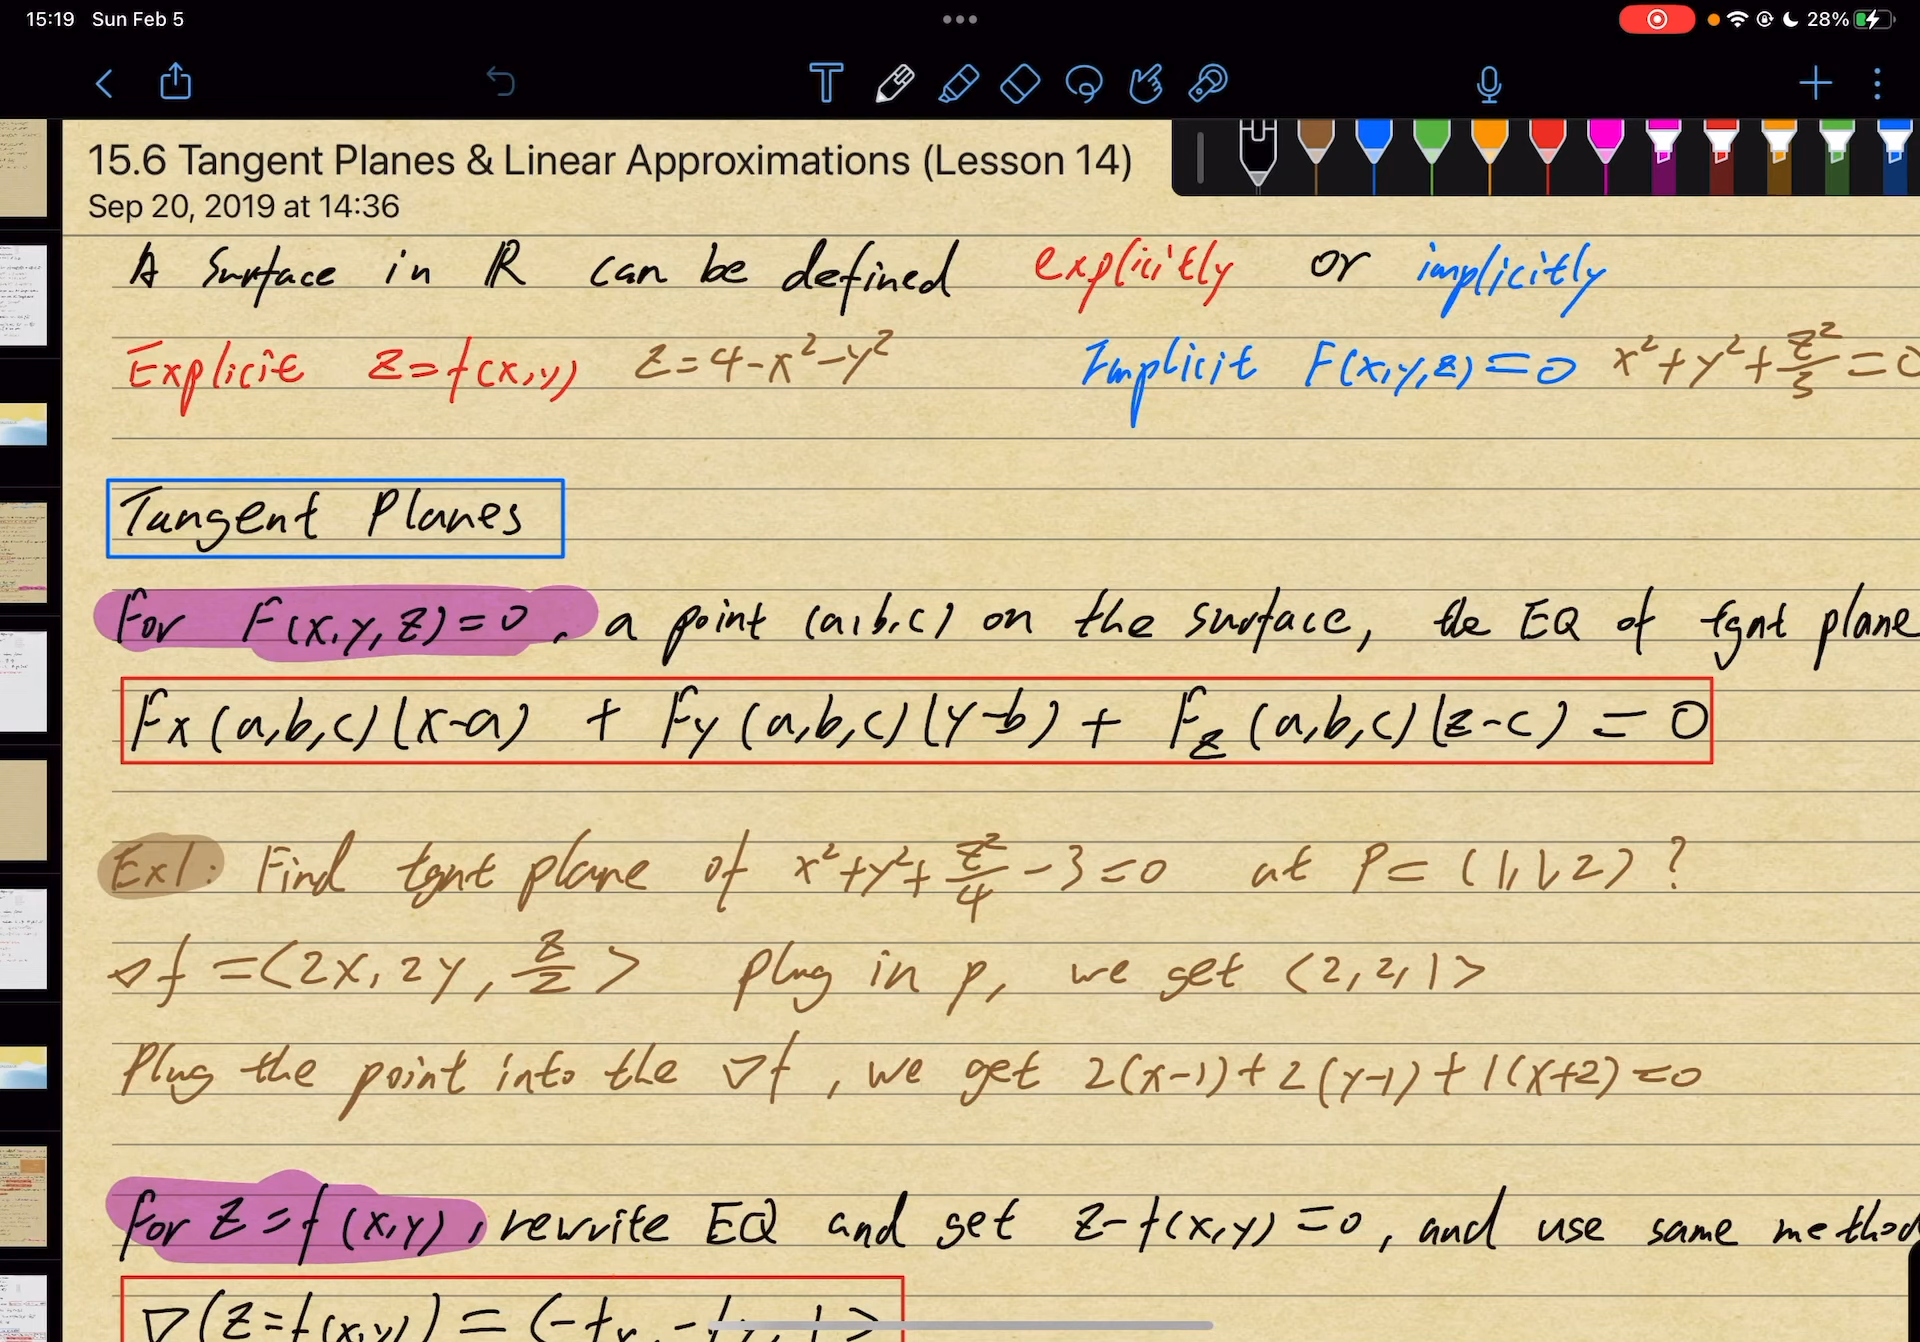 15:19 Sun Feb 5
28%
15.6 Tangent Planes & Linear Approximations (Lesson 14)
Sep 20, 2019 at 14:36
A Surface in ℝ can be defined explicitly or implicitly
Explicit z=f(x,y) z=4-x²-y² Implicit F(x,y,z)=0 x²+y²+z²/3=0
Tangent Planes
For F(x,y,z)=0, a point (a,b,c) on the surface, the EQ of tgnt plane
Fx(a,b,c)(x-a) + Fy(a,b,c)(y-b) + Fz(a,b,c)(z-c) = 0
Ex1: Find tgnt plane of x²+y²+z²/4-3=0 at P=(1,1,2)?
∇f=<2x,2y,z/2> plug in p, we get <2,2,1>
Plug the point into the ∇f, we get 2(x-1)+2(y-1)+1(x+2)=0
For z=f(x,y), rewrite EQ and get z-f(x,y)=0, and use same method
∇(z=f(x,y))=<-fx,-fy,1>